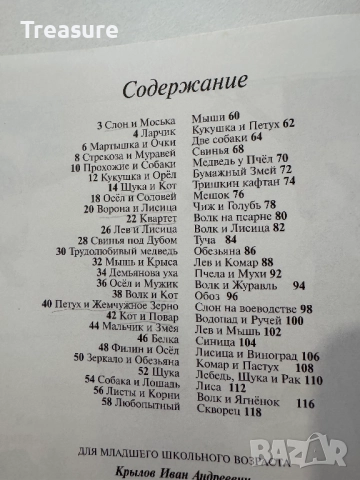 Treasure
Содержание
3 Слон и Моська
4 Ларчик
6 Мартышка и Очки
8 Стрекоза и Муравей
10 Прохожие и Собаки
12 Кукушка и Орёл
14 Щука и Кот
18 Осёл и Соловей
20 Ворона и Лисица
22 Квартет
26 Лев и Лисица
28 Свинья под Дубом
30 Трудолюбивый медведь
32 Мышь и Крыса
34 Демьянова уха
36 Осёл и Мужик
38 Волк и Кот
40 Петух и Жемчужное Зерно
42 Кот и Повар
44 Мальчик и Змея
46 Белка
48 Филин и Осёл
50 Зеркало и Обезьяна
52 Щука
54 Собака и Лошадь
56 Листы и Корни
58 Любопытный
Мыши 60
Кукушка и Петух 62
Две собаки 64
Свинья 68
Медведь у Пчёл 70
Бумажный Змей 72
Тришкин кафтан 74
Мешок 76
Чиж и Голубь 78
Волк на псарне 80
Волк и Лисица 82
Туча 84
Обезьяна 86
Лев и Комар 88
Пчела и Мухи 92
Волк и Журавль 94
Обоз 96
Слон на воеводстве 98
Водопад и Ручей 100
Лев и Мышь 102
Синица 104
Лисица и Виноград 106
Комар и Пастух 108
Лебедь, Щука и Рак 110
Лиса 112
Волк и Ягнёнок 116
Скворец 118
ДЛЯ МЛАДШЕГО ШКОЛЬНОГО ВОЗРАСТА
Крылов Иван Андреевич
БАЗАР
bazar.bg